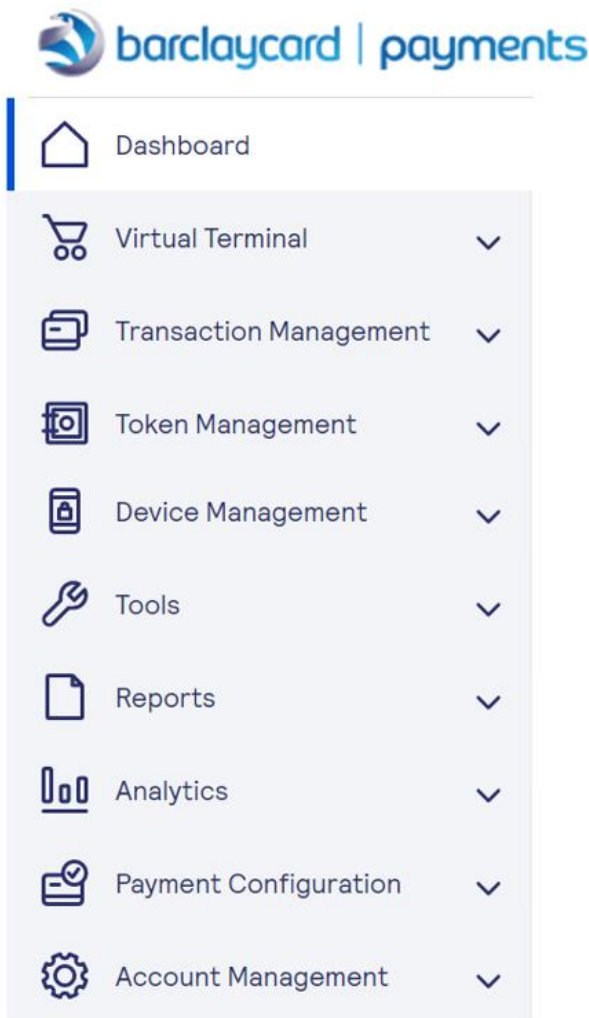 barclaycard | payments
Dashboard
Virtual Terminal
Transaction Management
Token Management
Device Management
Tools
Reports
Analytics
Payment Configuration
Account Management